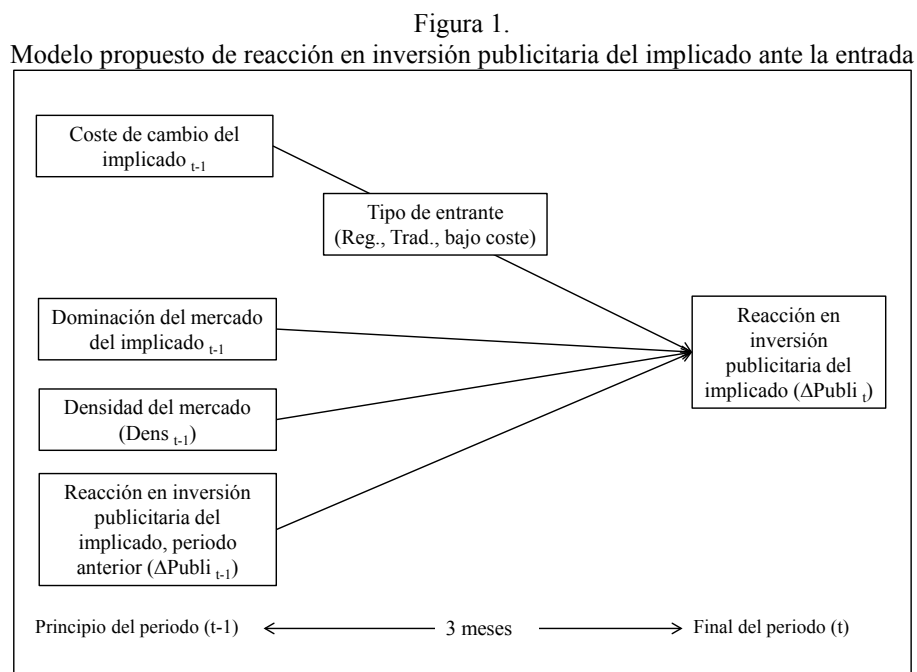 Figura 1.
Modelo propuesto de reacción en inversión publicitaria del implicado ante la entrada
Coste de cambio del
implicado t-1
Tipo de entrante
(Reg., Trad., bajo coste)
Dominación del mercado
del implicado t-1
Reacción en
inversión
publicitaria del
implicado (ΔPubli t)
Densidad del mercado
(Dens t-1)
Reacción en inversión
publicitaria del
implicado, periodo
anterior (ΔPubli t-1)
Principio del periodo (t-1)
3 meses
Final del periodo (t)